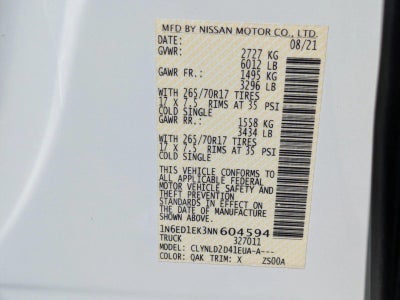 MFD BY NISSAN MOTOR CO., LTD.
DATE: 08/21
GVWR: 2727 KG
6012 LB
GAWR FR.: 1495 KG
3296 LB
WITH 265/70R17 TIRES
17 X 7.5 RIMS AT 35 PSI
COLD SINGLE
GAWR RR.: 1558 KG
3434 LB
WITH 265/70R17 TIRES
17 X 7.5 RIMS AT 35 PSI
COLD SINGLE
THIS VEHICLE CONFORMS TO
ALL APPLICABLE FEDERAL
MOTOR VEHICLE SAFETY AND
THEFT PREVENTION
STANDARDS IN EFFECT ON
THE DATE OF MANUFACTURE
SHOWN ABOVE.
1N6ED1EK3NN604594
TRUCK 327011
CLYNLD2D41EUA-A---
COLOR: QAK TRIM: X ZS00A